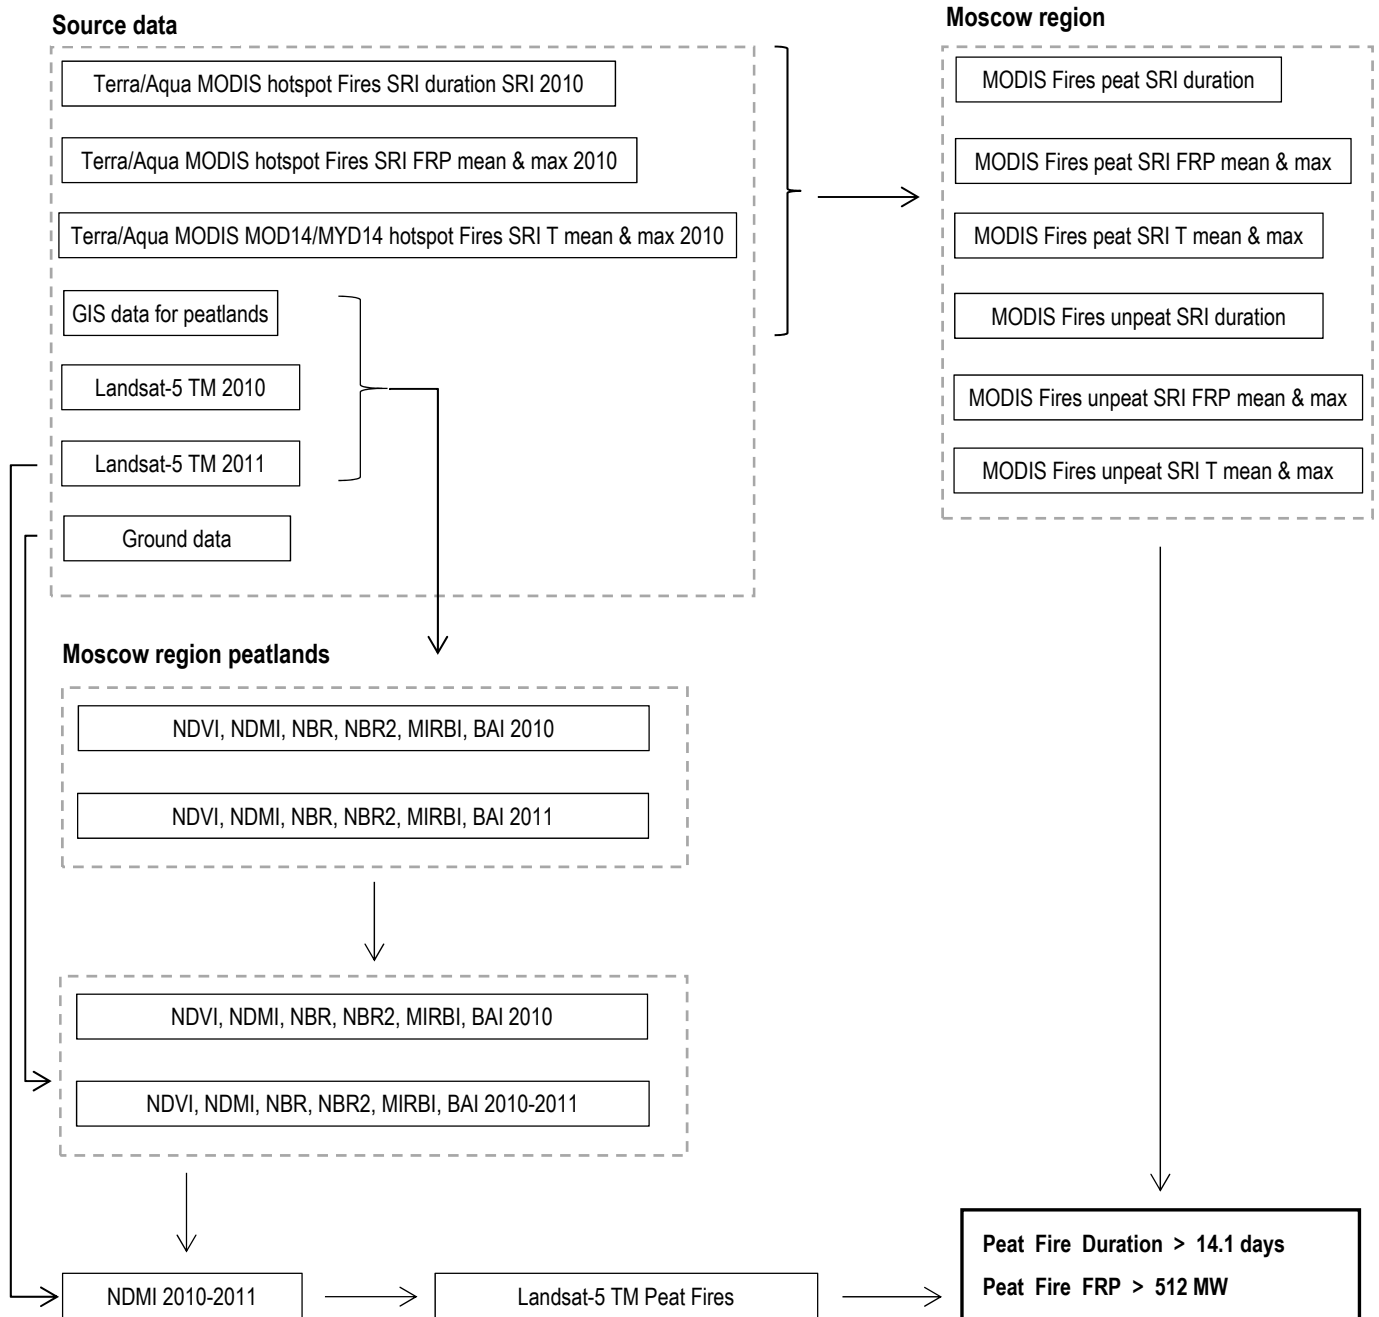 Source data
Terra/Aqua MODIS hotspot Fires SRI duration SRI 2010
Terra/Aqua MODIS hotspot Fires SRI FRP mean & max 2010
Terra/Aqua MODIS MOD14/MYD14 hotspot Fires SRI T mean & max 2010
GIS data for peatlands
Landsat-5 TM 2010
Landsat-5 TM 2011
Ground data
Moscow region
MODIS Fires peat SRI duration
MODIS Fires peat SRI FRP mean & max
MODIS Fires peat SRI T mean & max
MODIS Fires unpeat SRI duration
MODIS Fires unpeat SRI FRP mean & max
MODIS Fires unpeat SRI T mean & max
Moscow region peatlands
NDVI, NDMI, NBR, NBR2, MIRBI, BAI 2010
NDVI, NDMI, NBR, NBR2, MIRBI, BAI 2011
NDVI, NDMI, NBR, NBR2, MIRBI, BAI 2010
NDVI, NDMI, NBR, NBR2, MIRBI, BAI 2010-2011
NDMI 2010-2011
Landsat-5 TM Peat Fires
Peat Fire Duration > 14.1 days
Peat Fire FRP > 512 MW